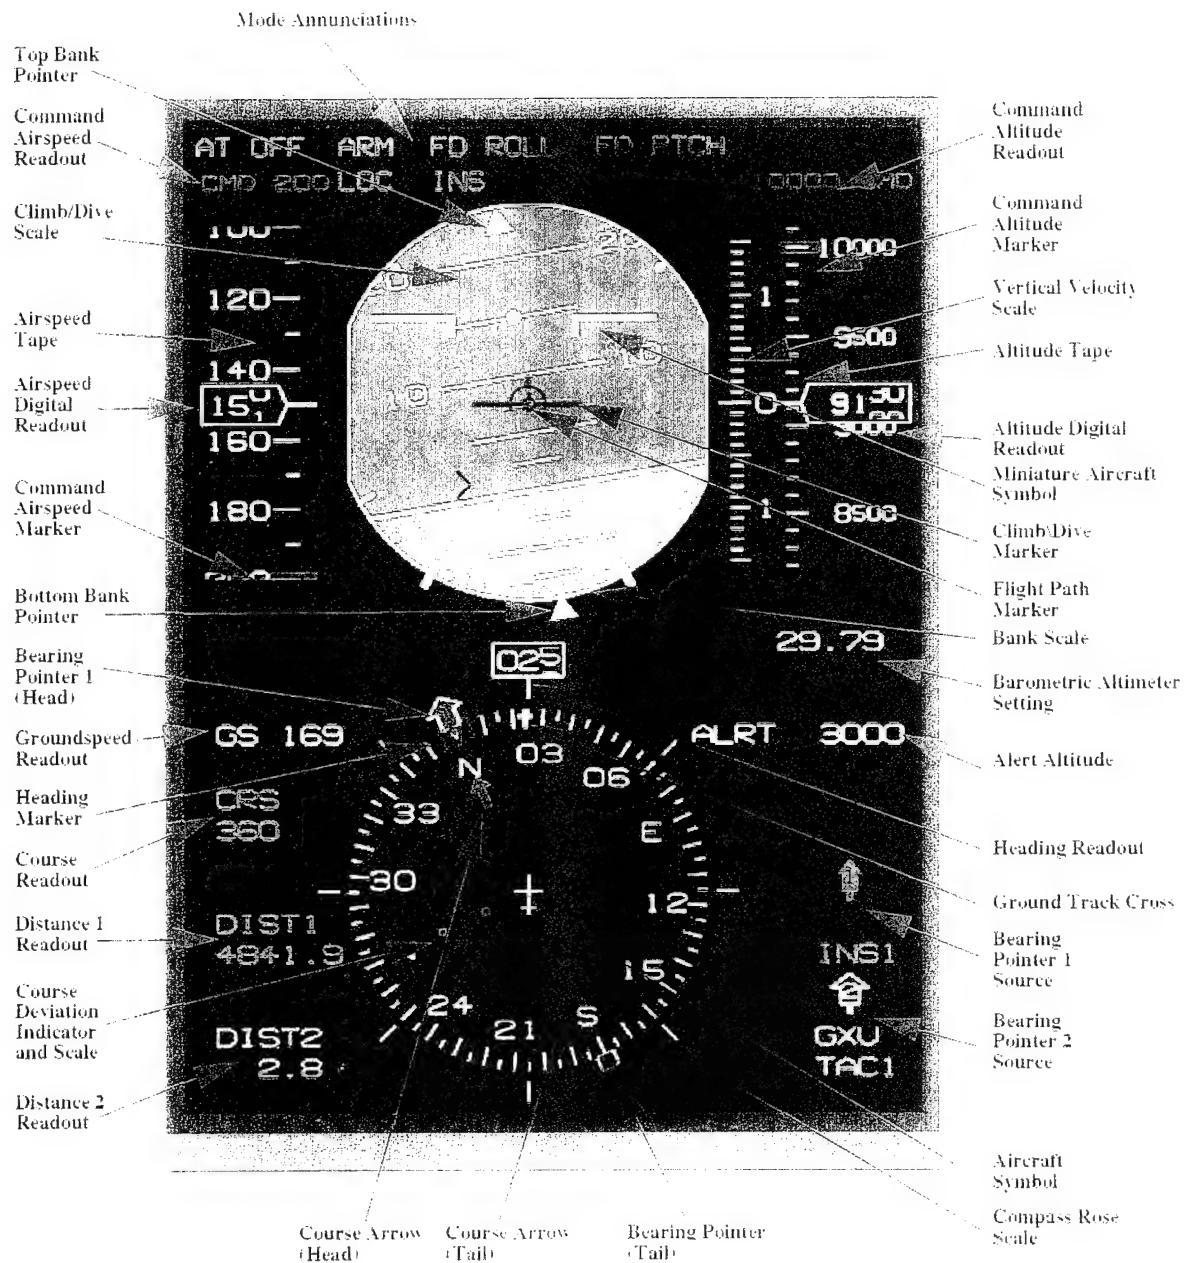 Mode Annunciations
Top Bank
Pointer
Command
Airspeed
Readout
Climb/Dive
Scale
Airspeed
Tape
Airspeed
Digital
Readout
Command
Airspeed
Marker
Bottom Bank
Pointer
Bearing
Pointer 1
(Head)
Groundspeed
Readout
Heading
Marker
Course
Readout
Distance 1
Readout
Course
Deviation
Indicator
and Scale
Distance 2
Readout
AT OFF ARM FD ROLL FD PTCH
CMD 200 LOC INS
20
120
140
160
180
10
10
1
0
1
10000
9500
9000
8500
29.79
025
GS 169
ALRT 3000
CRS
360
DIST1
4841.9
DIST2
2.8
N
03
06
E
12
15
S
21
24
30
33
1
INS1
2
GXU
TAC1
Command
Altitude
Readout
Command
Altitude
Marker
Vertical Velocity
Scale
Altitude Tape
Altitude Digital
Readout
Miniature Aircraft
Symbol
Climb\Dive
Marker
Flight Path
Marker
Bank Scale
Barometric Altimeter
Setting
Alert Altitude
Heading Readout
Ground Track Cross
Bearing
Pointer 1
Source
Bearing
Pointer 2
Source
Aircraft
Symbol
Compass Rose
Scale
Course Arrow
(Head)
Course Arrow
(Tail)
Bearing Pointer
(Tail)